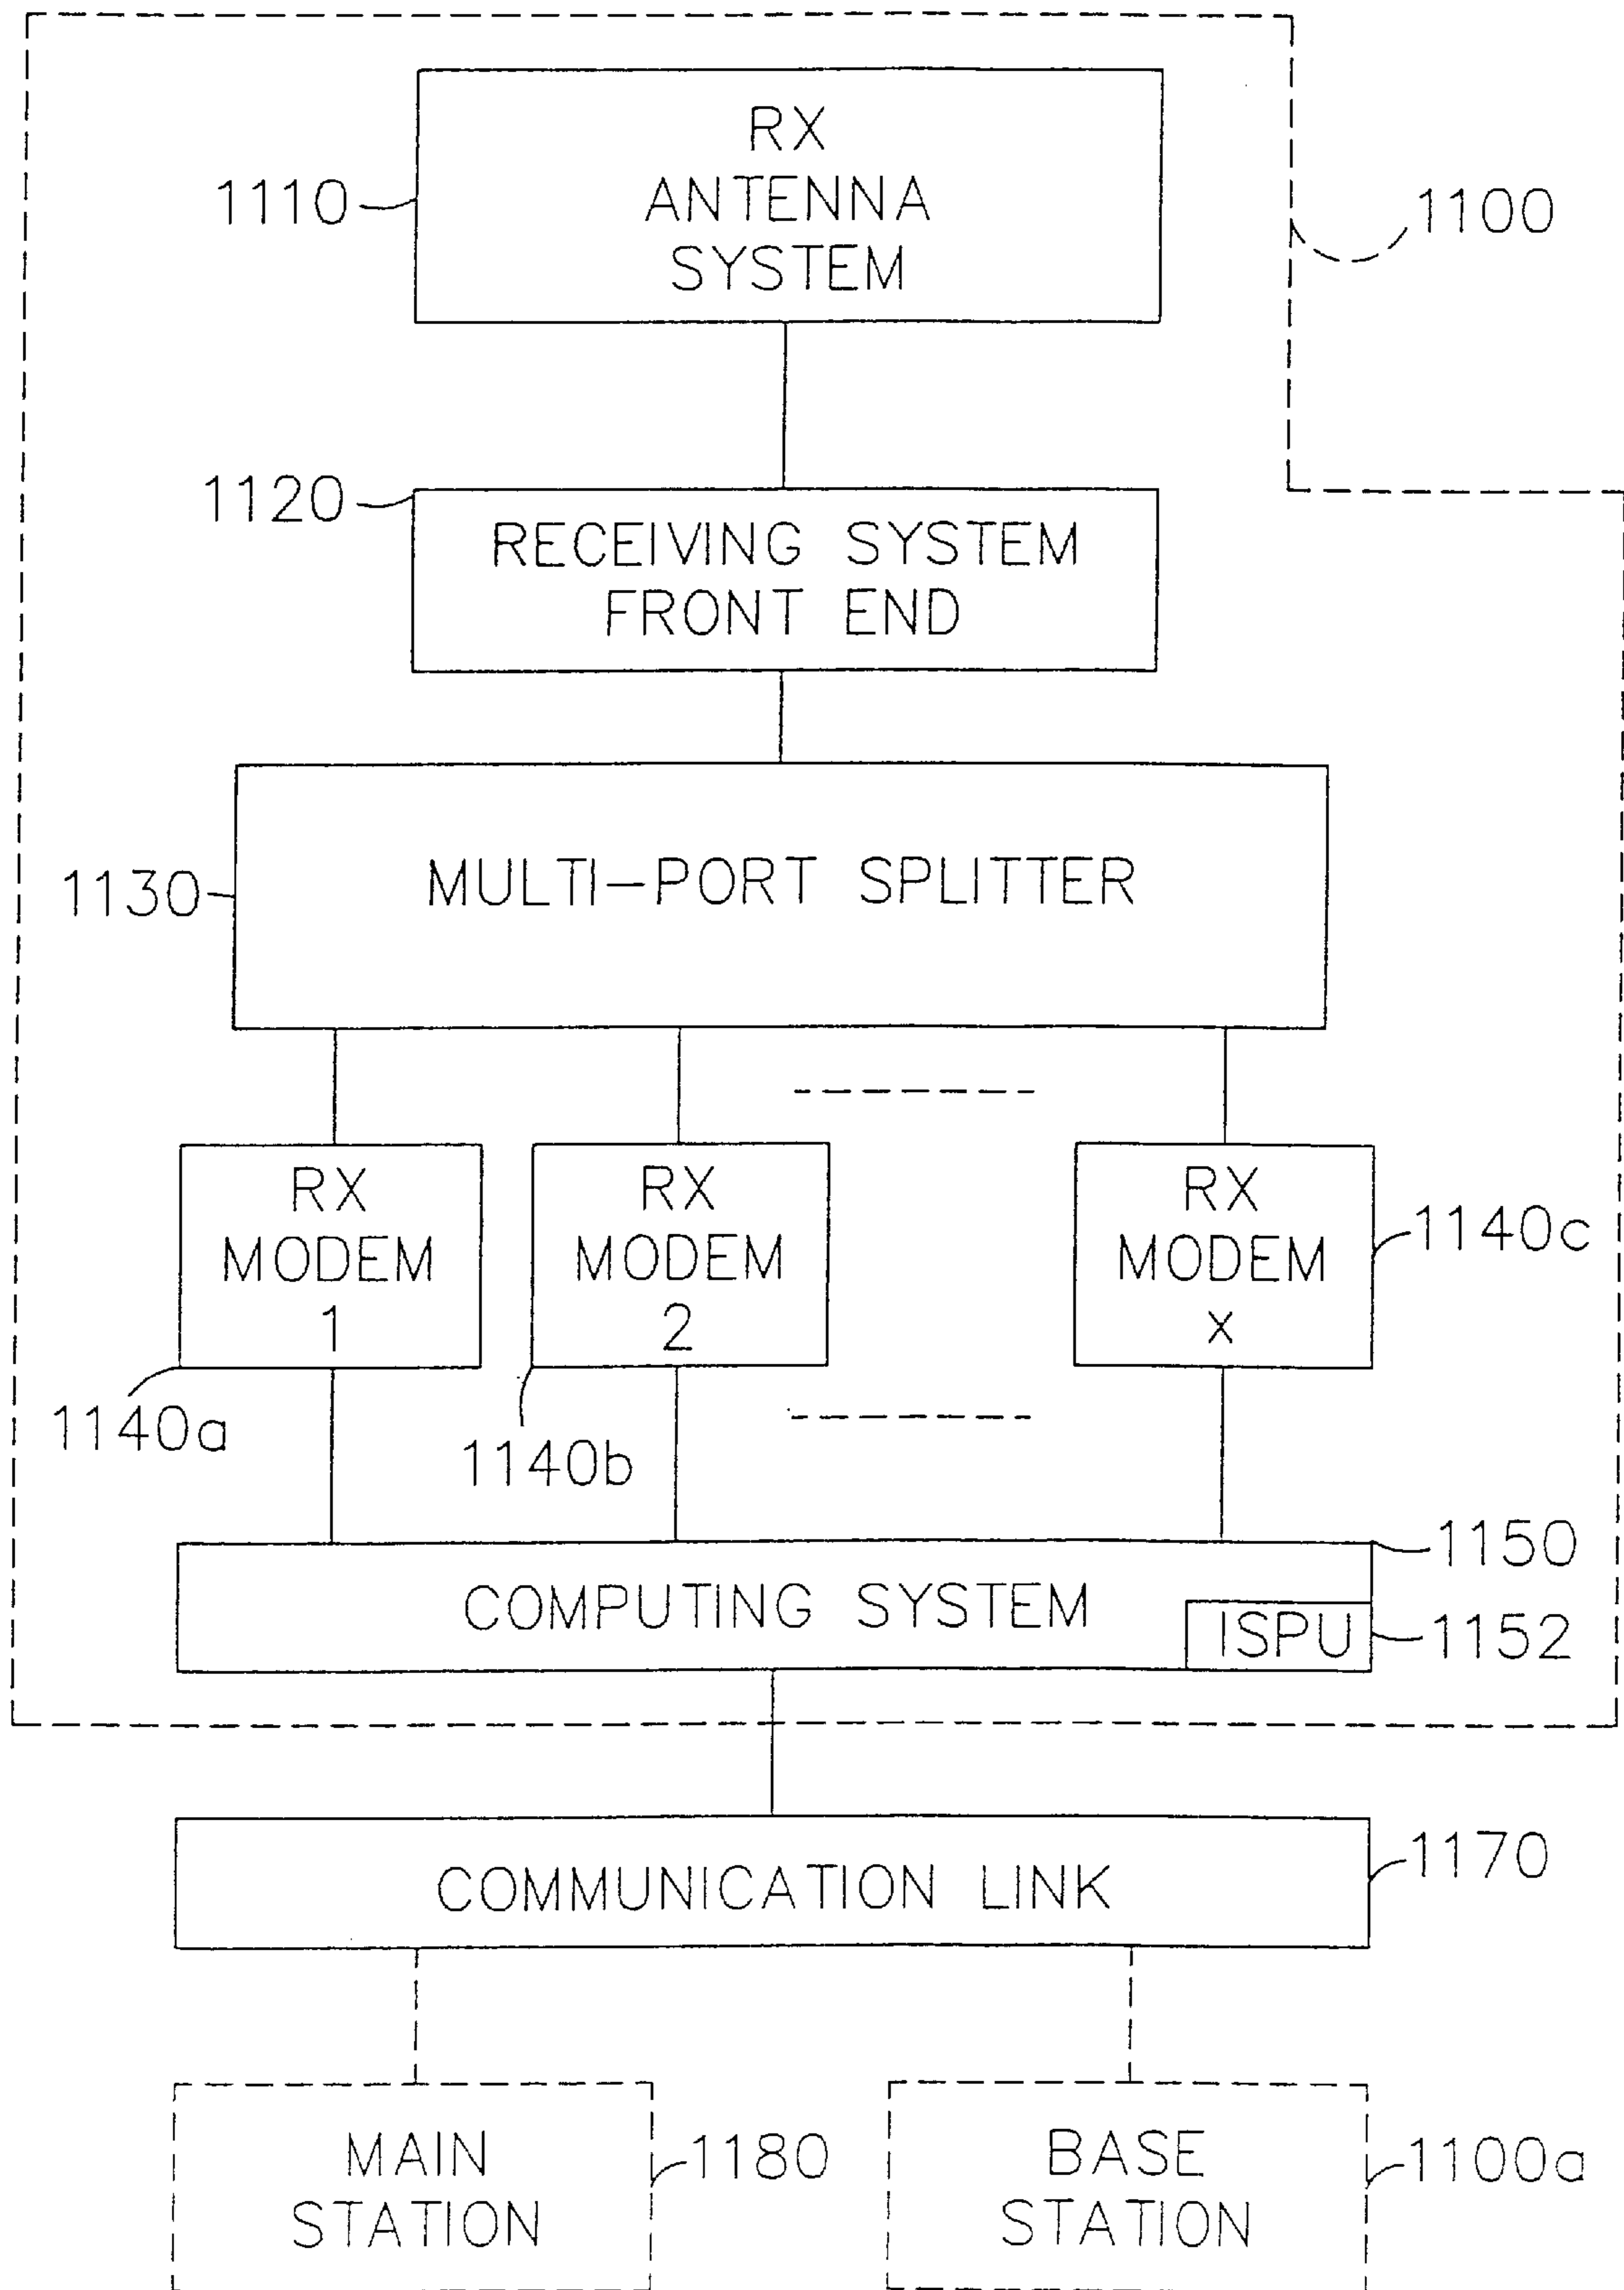 RX
ANTENNA
SYSTEM
1110
1100
1120
RECEIVING SYSTEM
FRONT END
1130
MULTI-PORT SPLITTER
RX
MODEM
1
RX
MODEM
2
RX
MODEM
x
1140c
1140a
1140b
1150
COMPUTING SYSTEM
ISPU
1152
COMMUNICATION LINK
1170
MAIN
STATION
1180
BASE
STATION
1100a